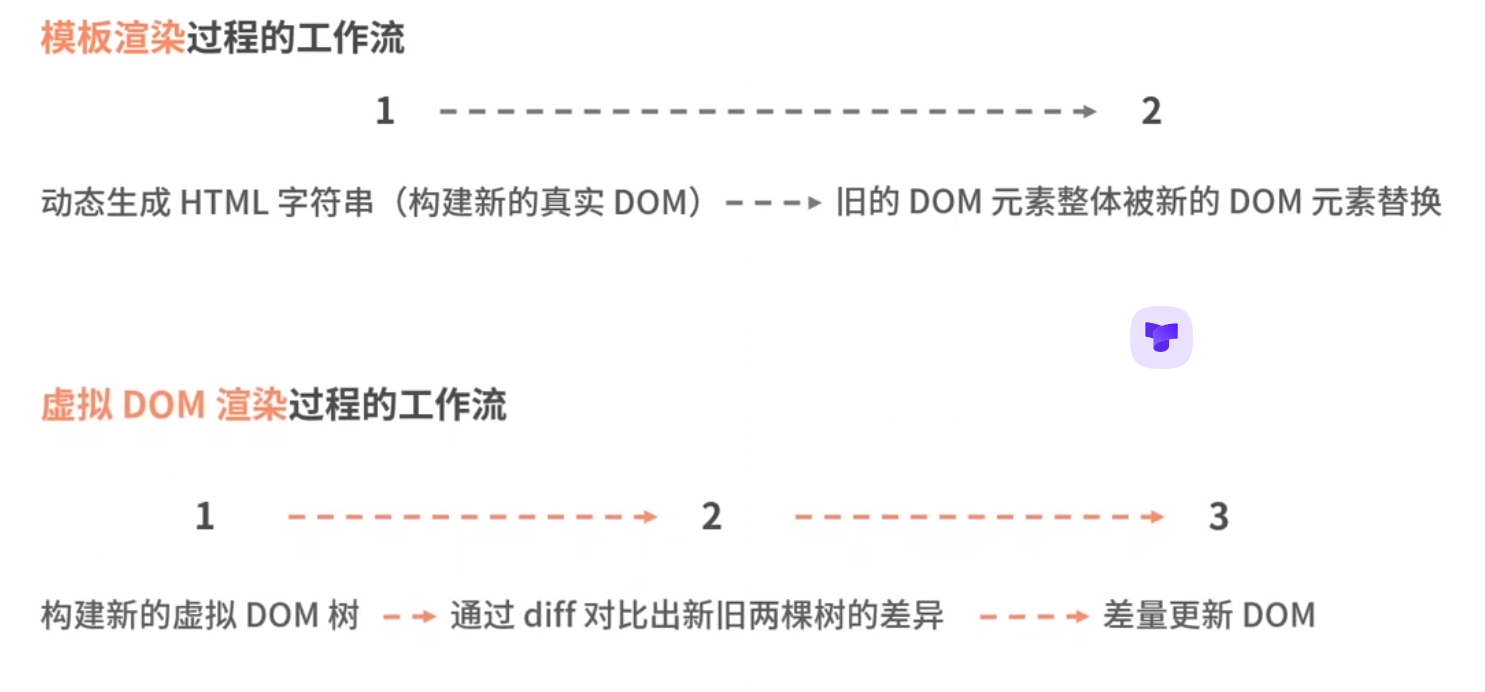 模板渲染过程的工作流
1 2
动态生成 HTML 字符串（构建新的真实 DOM） 旧的 DOM 元素整体被新的 DOM 元素替换
虚拟 DOM 渲染过程的工作流
1 2 3
构建新的虚拟 DOM 树 通过 diff 对比出新旧两棵树的差异 差量更新 DOM